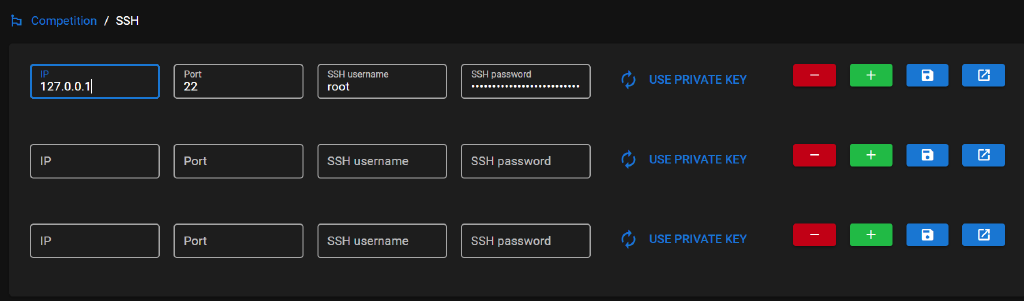 Competition / SSH
IP Port SSH username SSH password
127.0.0.1 22 root •••••••••••••••••••••••••• USE PRIVATE KEY
IP Port SSH username SSH password USE PRIVATE KEY
IP Port SSH username SSH password USE PRIVATE KEY